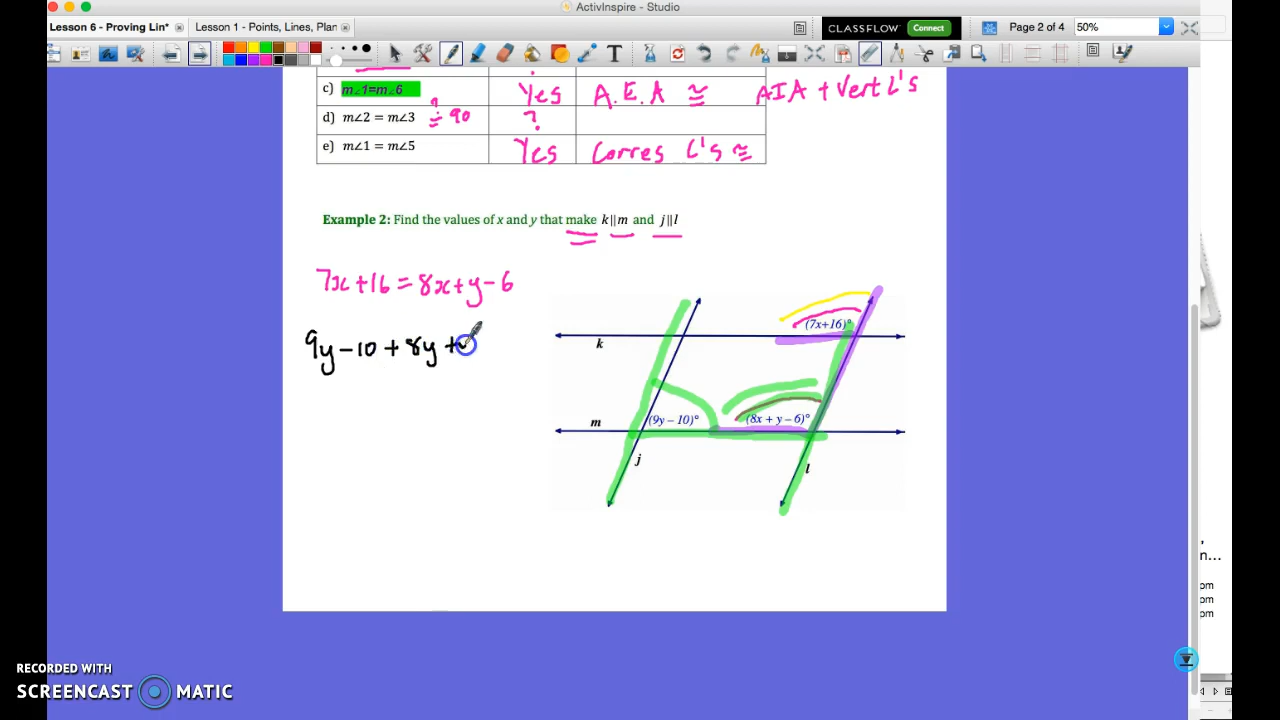 ActivInspire - Studio
Lesson 6 - Proving Lin*
Lesson 1 - Points, Lines, Plan
CLASSFLOW Connect
Page 2 of 4
50%
c) m∠1=m∠6 Yes A.E.A ≅ AIA + Vert L's
d) m∠2 = m∠3 ?= 90 ?
e) m∠1 = m∠5 Yes Corres L's ≅
Example 2: Find the values of x and y that make k||m and j||l
7x+16 = 8x+y-6
(7x+16)°
k
9y-10 + 8y +
m
(9y – 10)°
(8x + y – 6)°
j
l
n...
pm
pm
pm
RECORDED WITH
SCREENCAST MATIC